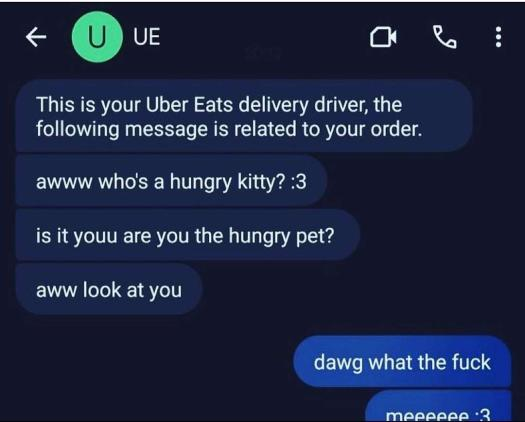 U UE
This is your Uber Eats delivery driver, the
following message is related to your order.
awww who's a hungry kitty? :3
is it youu are you the hungry pet?
aww look at you
dawg what the fuck
meeeeee :3